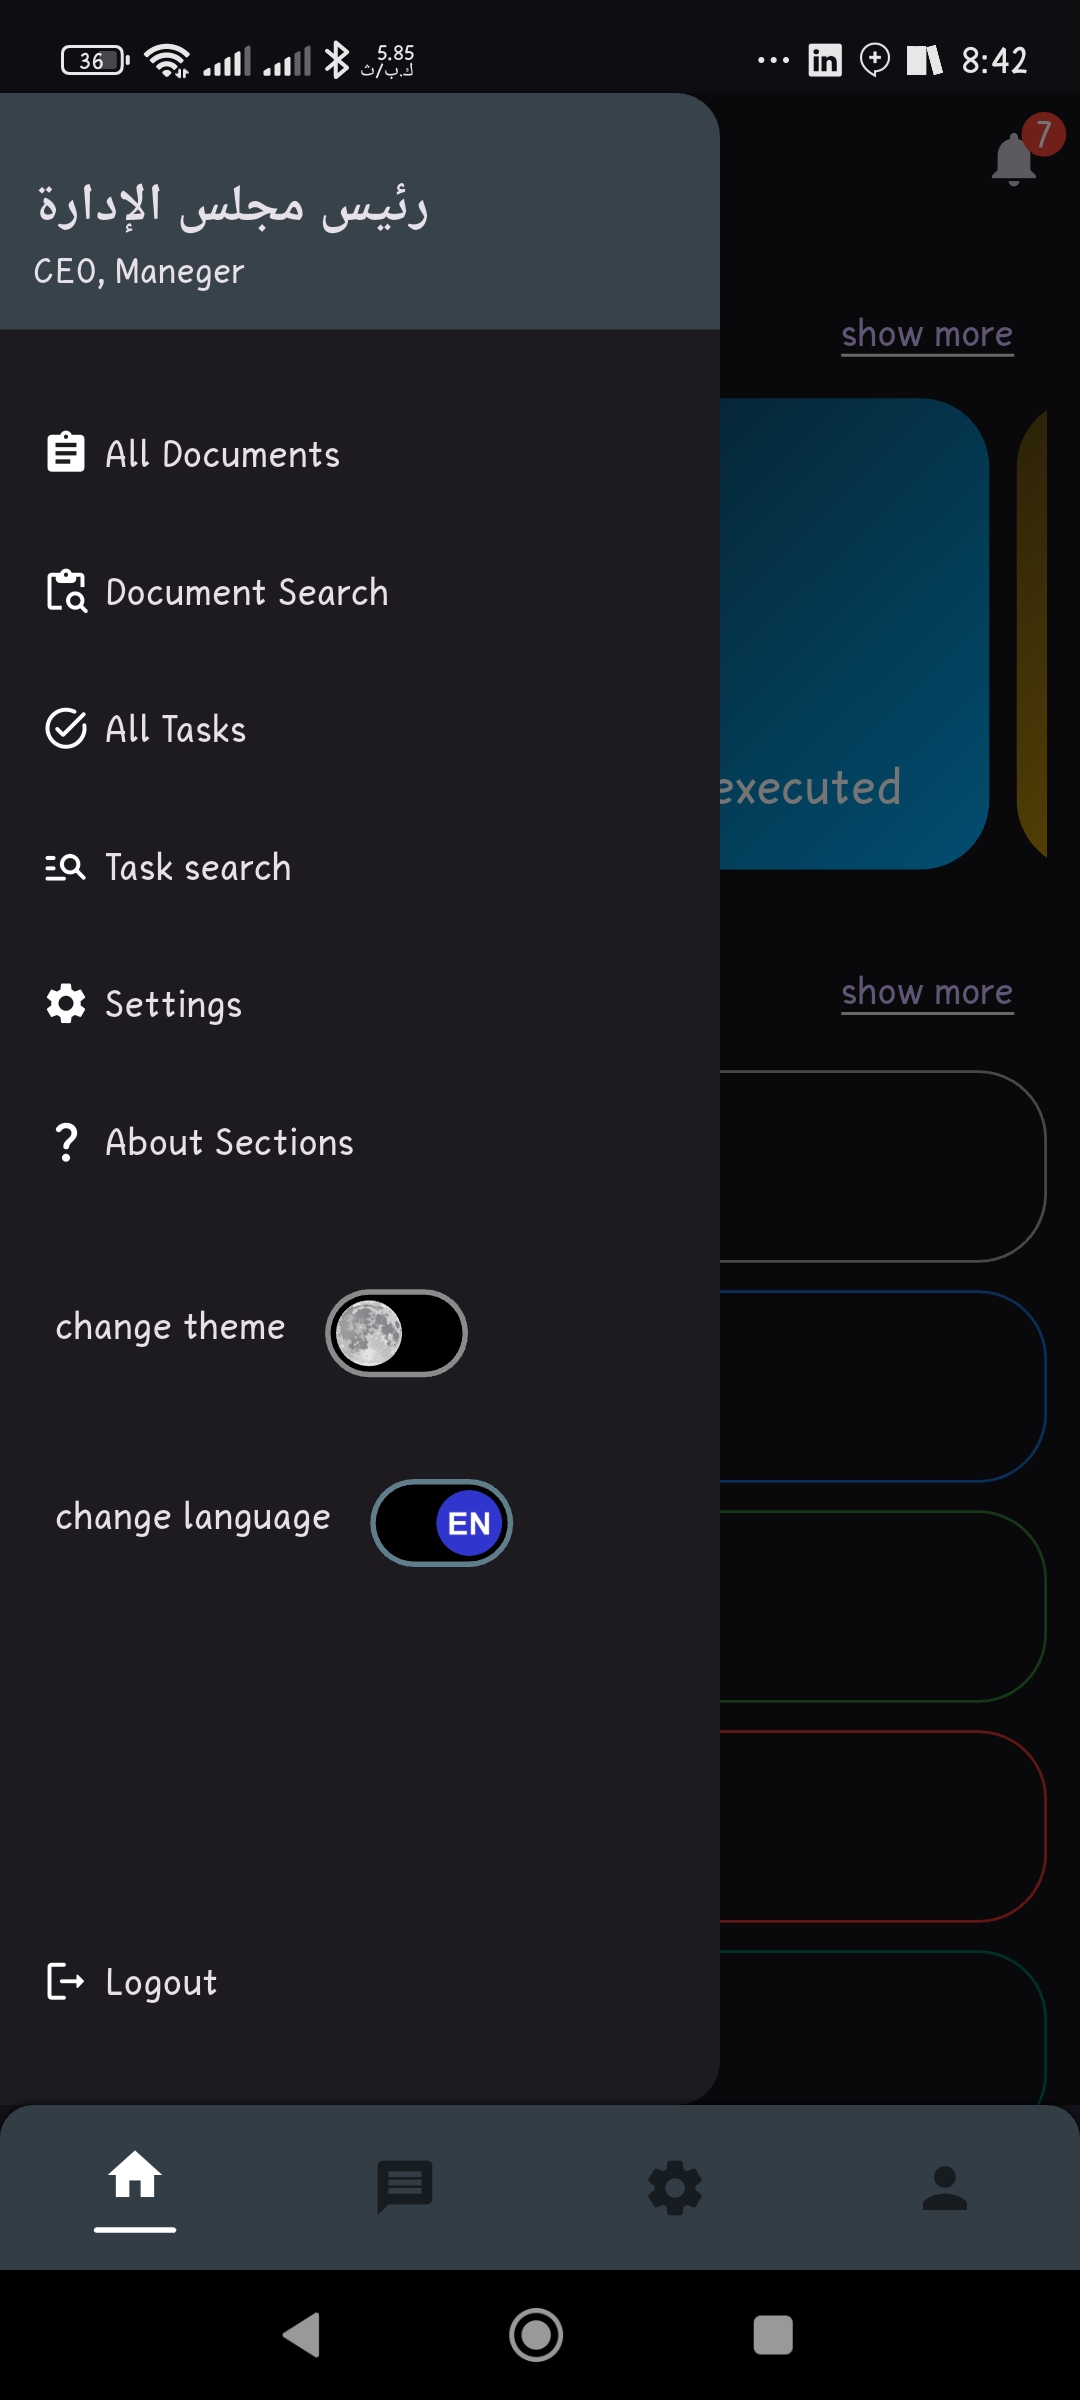 36
5.85
ك.ب/ث
in
8:42
7
رئيس مجلس الإدارة
CEO, Maneger
show more
All Documents
Document Search
All Tasks
executed
Task search
show more
Settings
About Sections
change theme
change language
EN
Logout